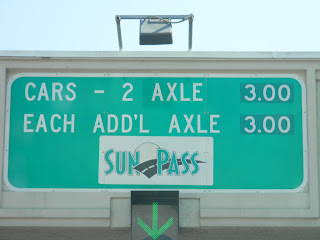 CARS - 2 AXLE 3.00
EACH ADD'L AXLE 3.00
SUNPASS